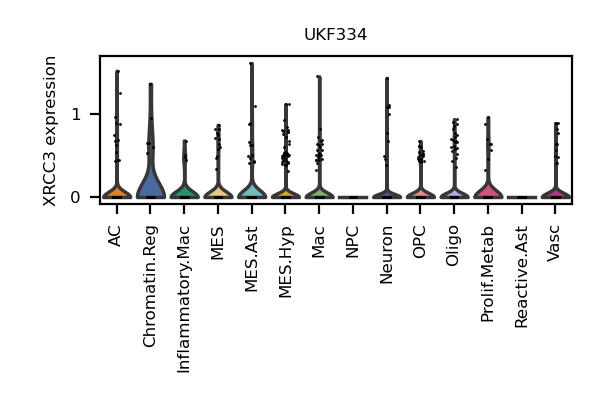 UKF334
XRCC3 expression
1
0
AC
Chromatin.Reg
Inflammatory.Mac
MES
MES.Ast
MES.Hyp
Mac
NPC
Neuron
OPC
Oligo
Prolif.Metab
Reactive.Ast
Vasc